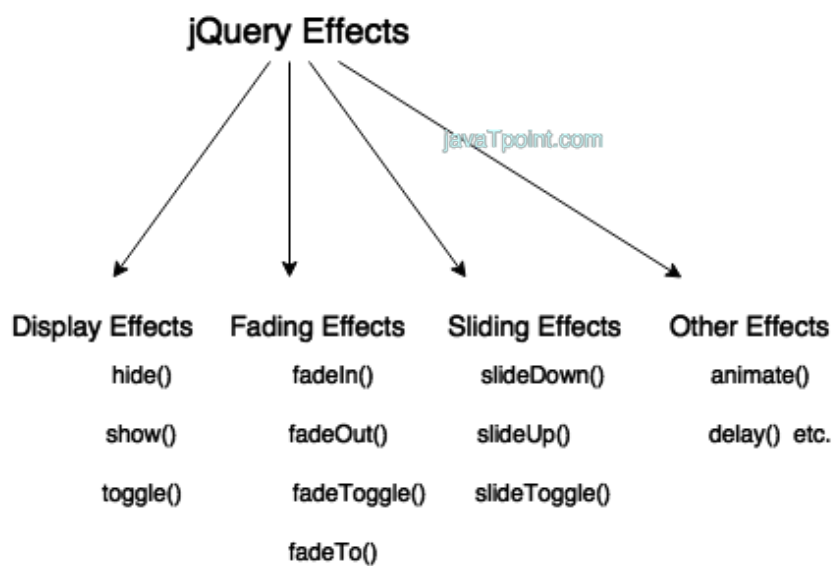 jQuery Effects
javaTpoint.com
Display Effects
hide()
show()
toggle()
Fading Effects
fadeIn()
fadeOut()
fadeToggle()
fadeTo()
Sliding Effects
slideDown()
slideUp()
slideToggle()
Other Effects
animate()
delay() etc.